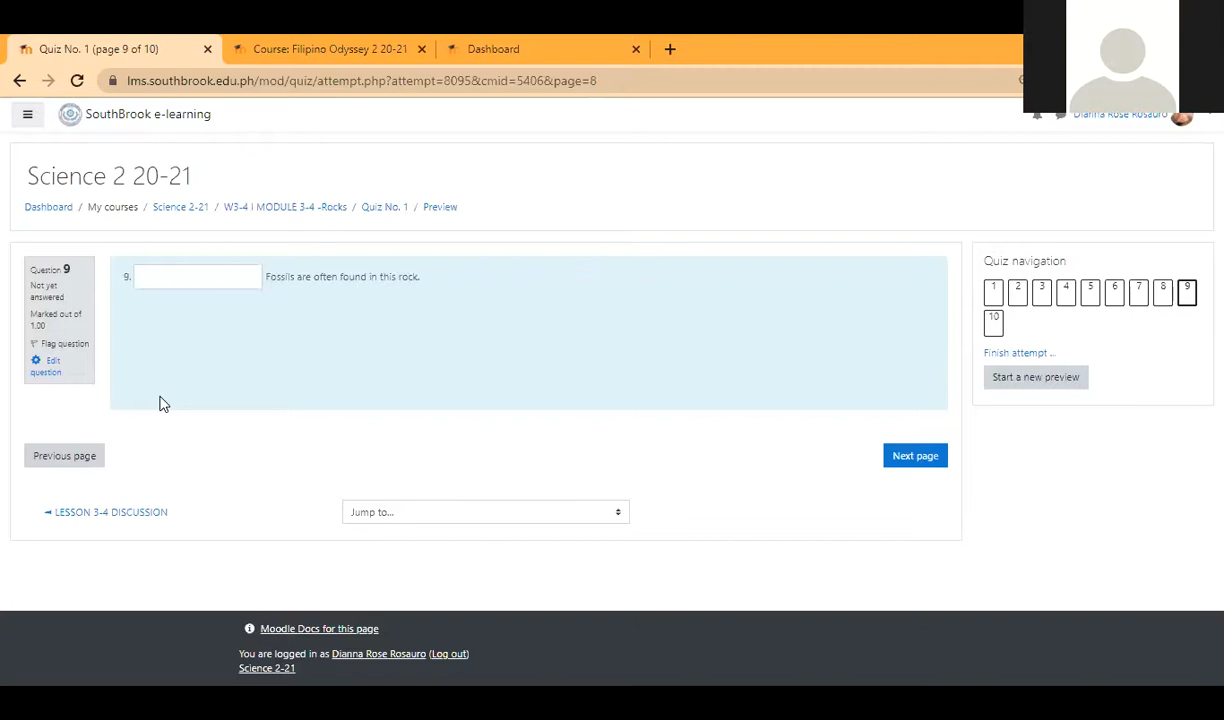 Quiz No. 1 (page 9 of 10)
Course: Filipino Odyssey 2 20-21
Dashboard
lms.southbrook.edu.ph/mod/quiz/attempt.php?attempt=8095&cmid=5406&page=8
SouthBrook e-learning
Dianna Rose Rosauro
Science 2 20-21
Dashboard / My courses / Science 2-21 / W3-4 I MODULE 3-4 -Rocks / Quiz No. 1 / Preview
Question 9
Not yet
answered
Marked out of
1.00
Flag question
Edit
question
9. Fossils are often found in this rock.
Quiz navigation
1 2 3 4 5 6 7 8 9
10
Finish attempt ...
Start a new preview
Previous page
Next page
◄ LESSON 3-4 DISCUSSION
Jump to...
Moodle Docs for this page
You are logged in as Dianna Rose Rosauro (Log out)
Science 2-21